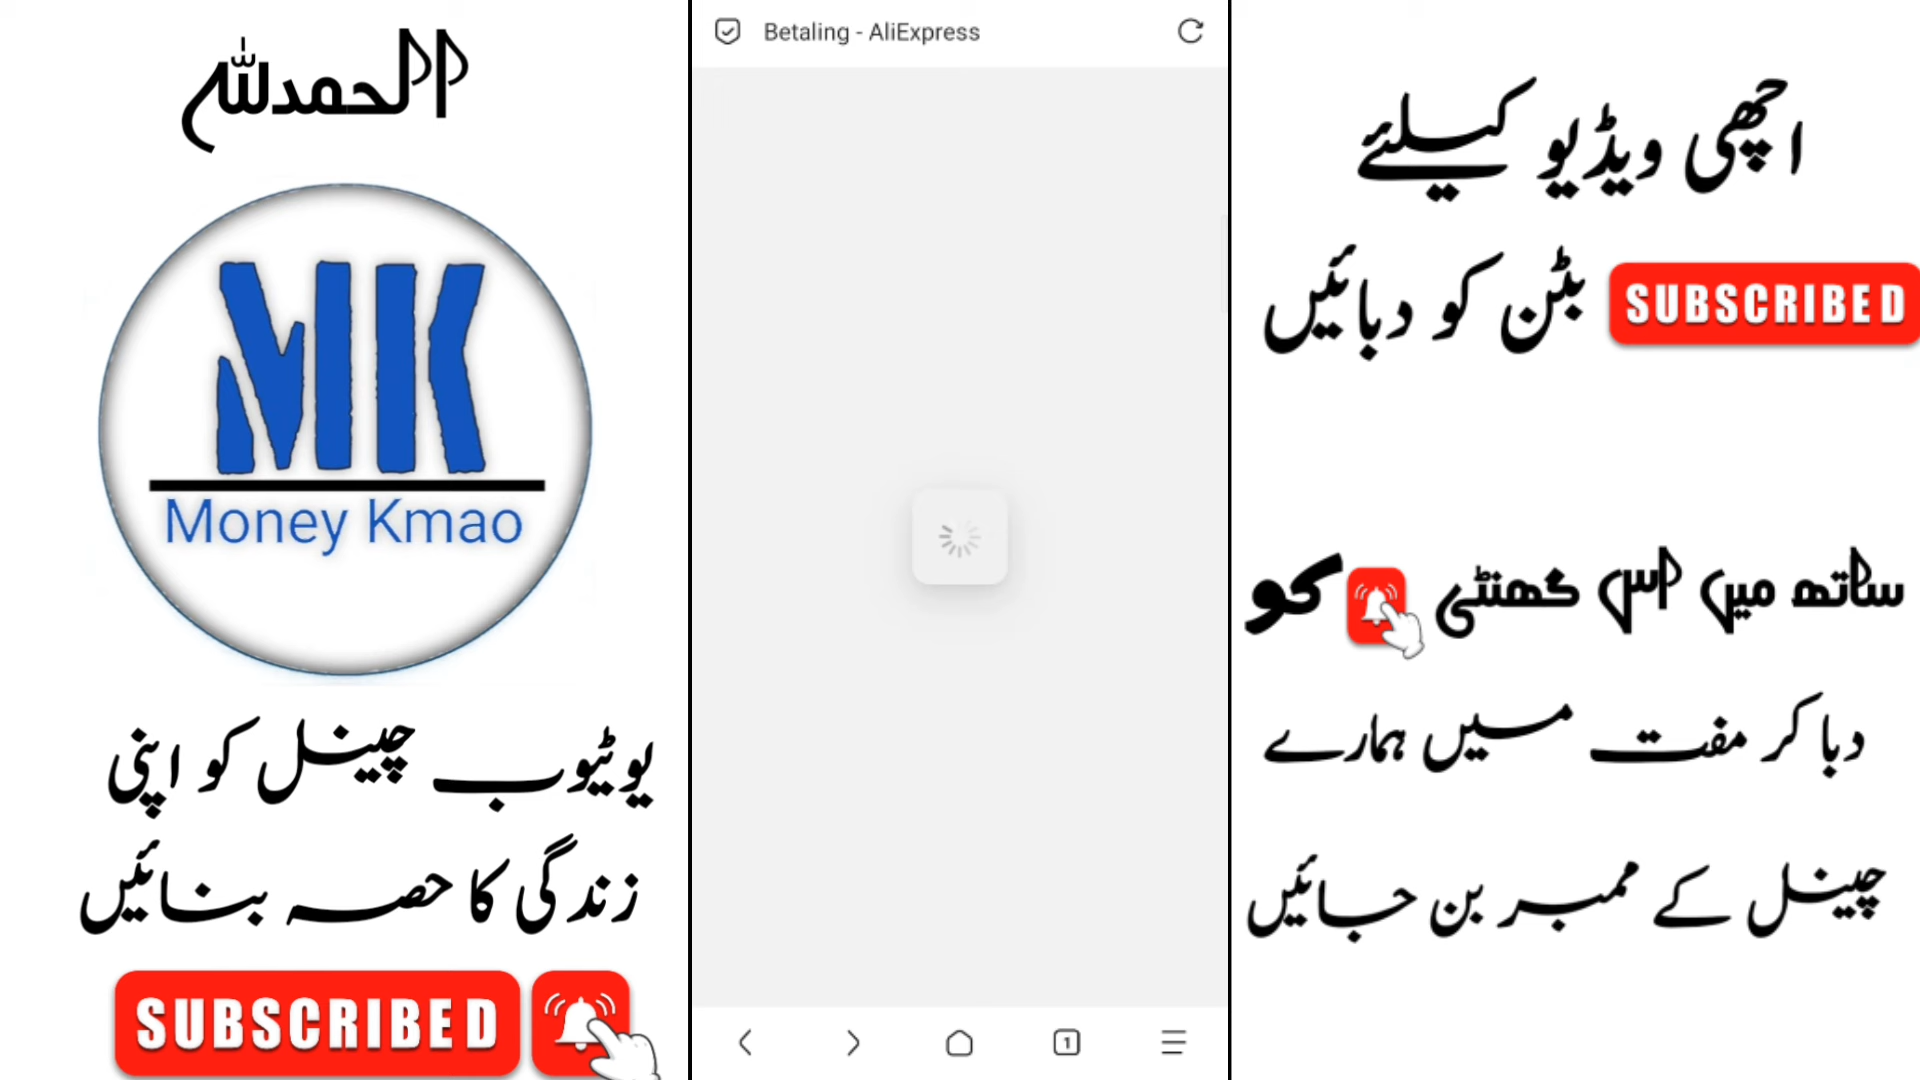 الحمدللہ
MK
Money Kmao
یوٹیوب چینل کو اپنی
زندگی کا حصہ بنائیں
SUBSCRIBED
Betaling - AliExpress
1
اچھی ویڈیو کیلئے
SUBSCRIBED بٹن کو دبائیں
ساتھ میں اس گھنٹی کو
دبا کر مفت میں ہمارے
چینل کے ممبر بن جائیں